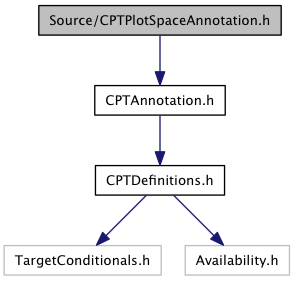 Source/CPTPlotSpaceAnnotation.h
CPTAnnotation.h
CPTDefinitions.h
TargetConditionals.h
Availability.h